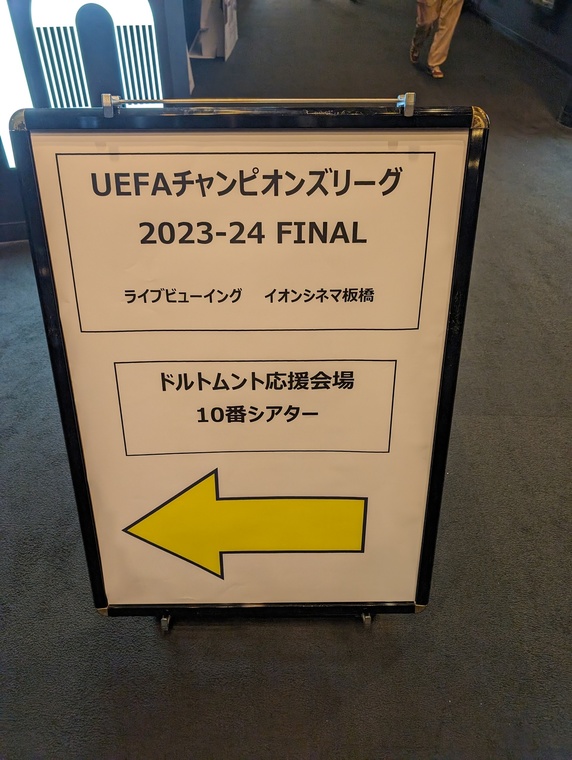 UEFAチャンピオンズリーグ
2023-24 FINAL
ライブビューイング　イオンシネマ板橋
ドルトムント応援会場
10番シアター